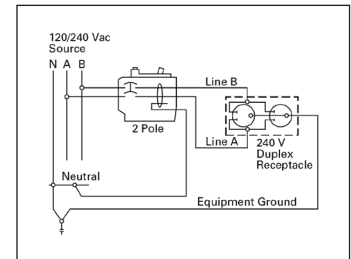 120/240 Vac
Source
N A B
Line B
2 Pole
Line A
240 V
Duplex
Receptacle
Neutral
Equipment Ground